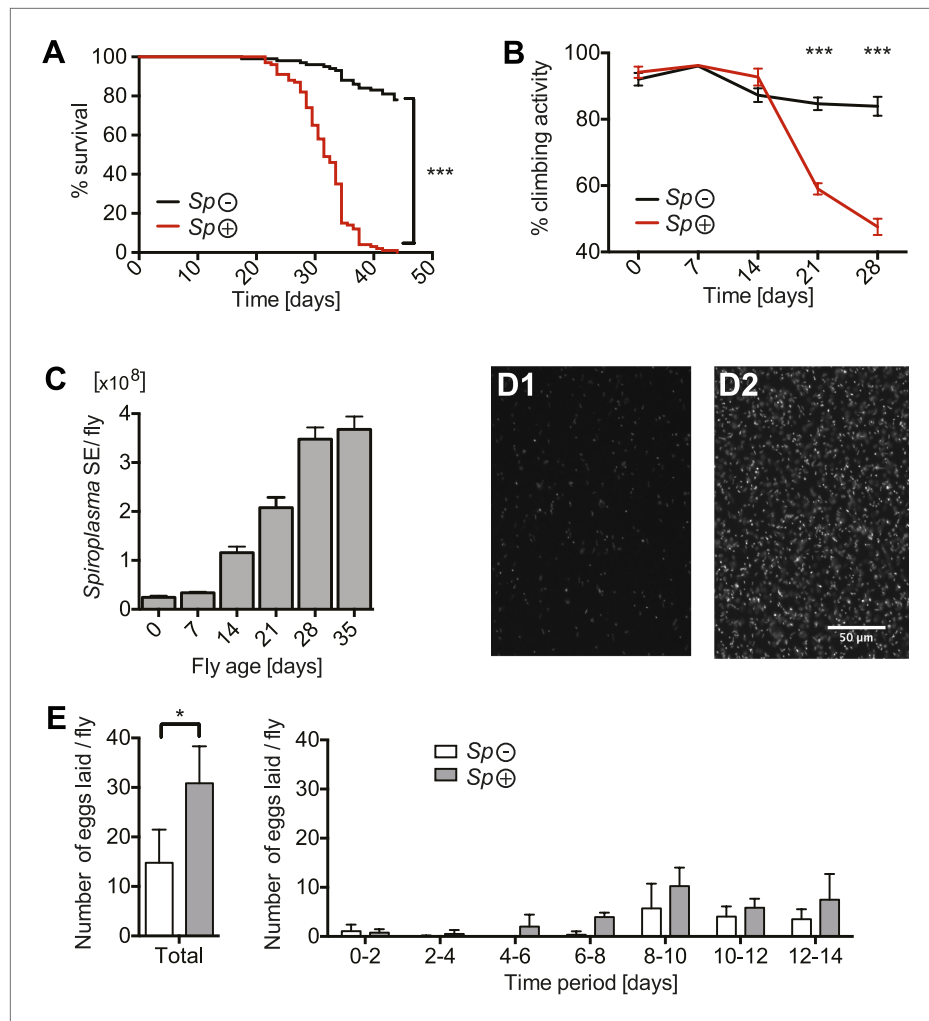 A
% survival
100
80
60
40
20
0
***
Sp ⊖
Sp ⊕
0 10 20 30 40 50
Time [days]
B
% climbing activity
100
80
60
40
*** ***
Sp ⊖
Sp ⊕
0 7 14 21 28
Time [days]
C
[x10⁸]
Spiroplasma SE/ fly
4
3
2
1
0
0 7 14 21 28 35
Fly age [days]
D1
D2
50 µm
E
Number of eggs laid / fly
40
30
20
10
0
*
Total
Number of eggs laid / fly
40
30
20
10
0
Sp ⊖
Sp ⊕
0-2 2-4 4-6 6-8 8-10 10-12 12-14
Time period [days]